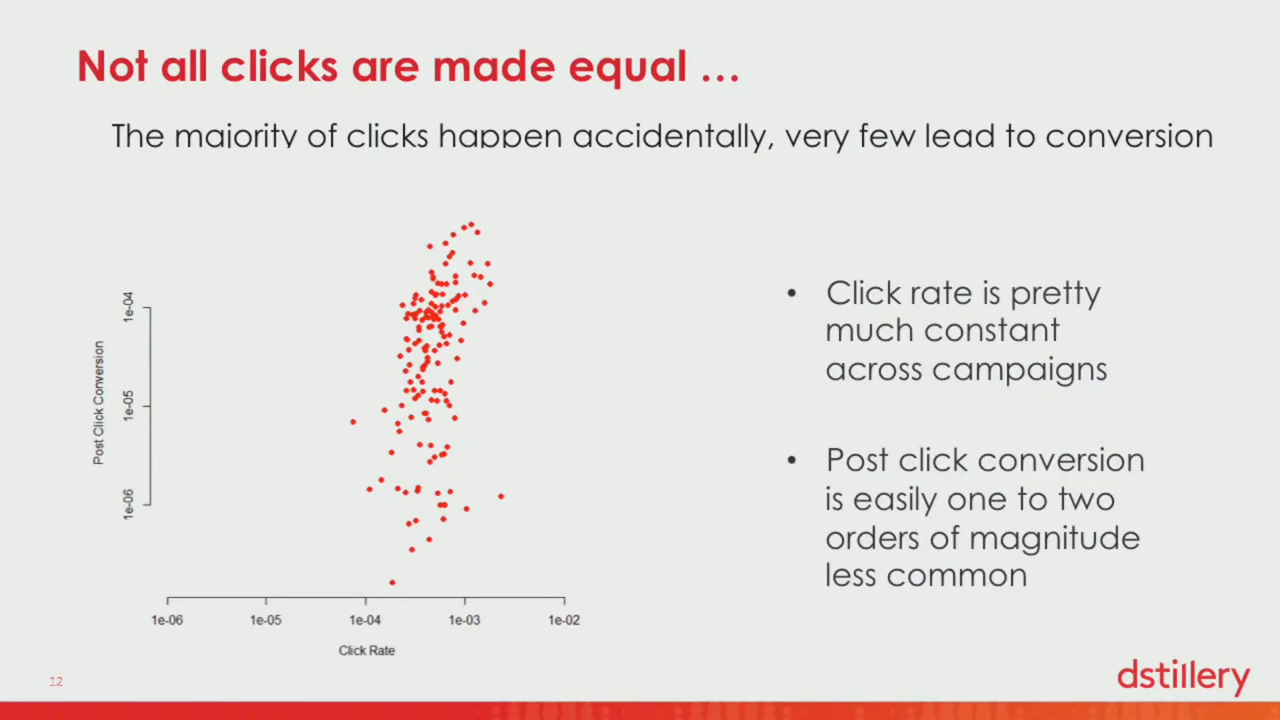 Not all clicks are made equal ...
The majority of clicks happen accidentally, very few lead to conversion
• Click rate is pretty
much constant
across campaigns
• Post click conversion
is easily one to two
orders of magnitude
less common
Post Click Conversion
1e-04
1e-05
1e-06
1e-06 1e-05 1e-04 1e-03 1e-02
Click Rate
12
dstillery